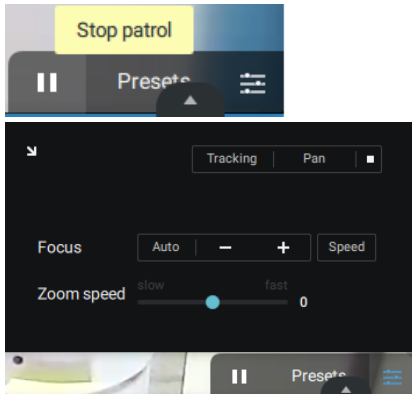 Stop patrol
Presets
Tracking Pan
Focus Auto − + Speed
slow fast
Zoom speed 0
Presets